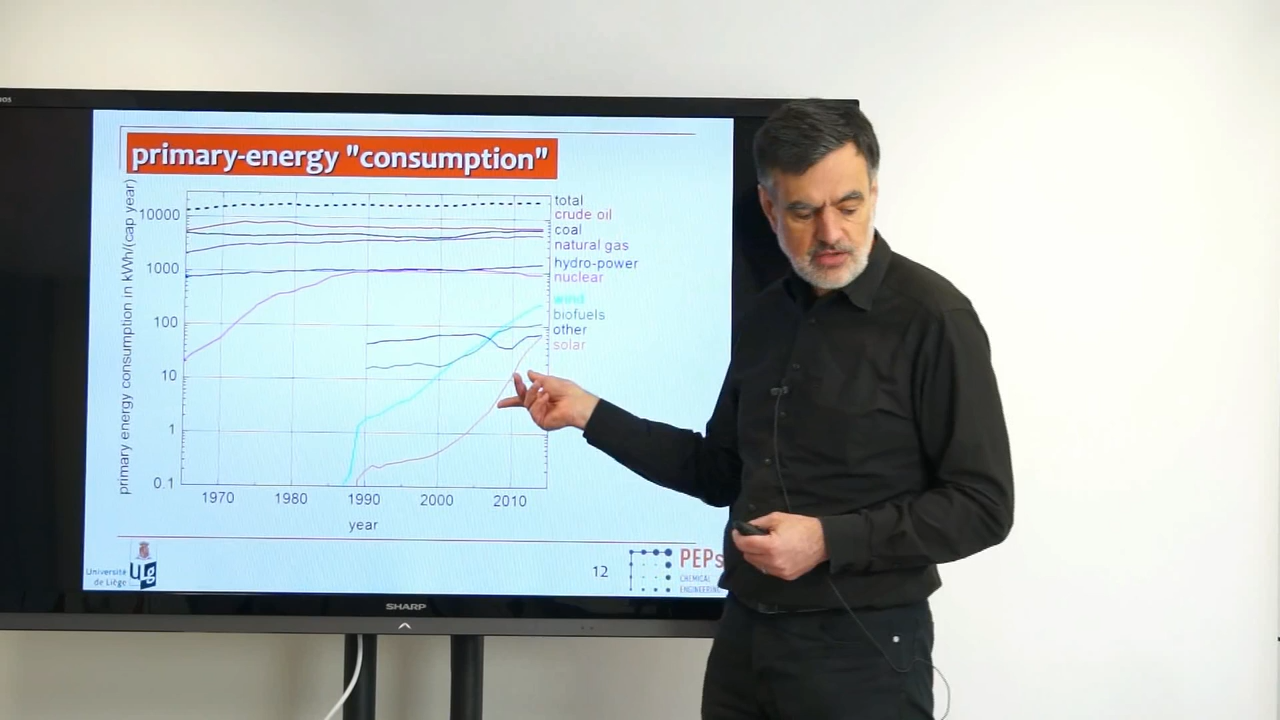 primary-energy "consumption"
primary energy consumption in kWh/(cap year)
10000
1000
100
10
1
0.1
total
crude oil
coal
natural gas
hydro-power
nuclear
wind
biofuels
other
solar
1970 1980 1990 2000 2010
year
Université
de Liège
12
PEPs
CHEMICAL
ENGINEERING
SHARP